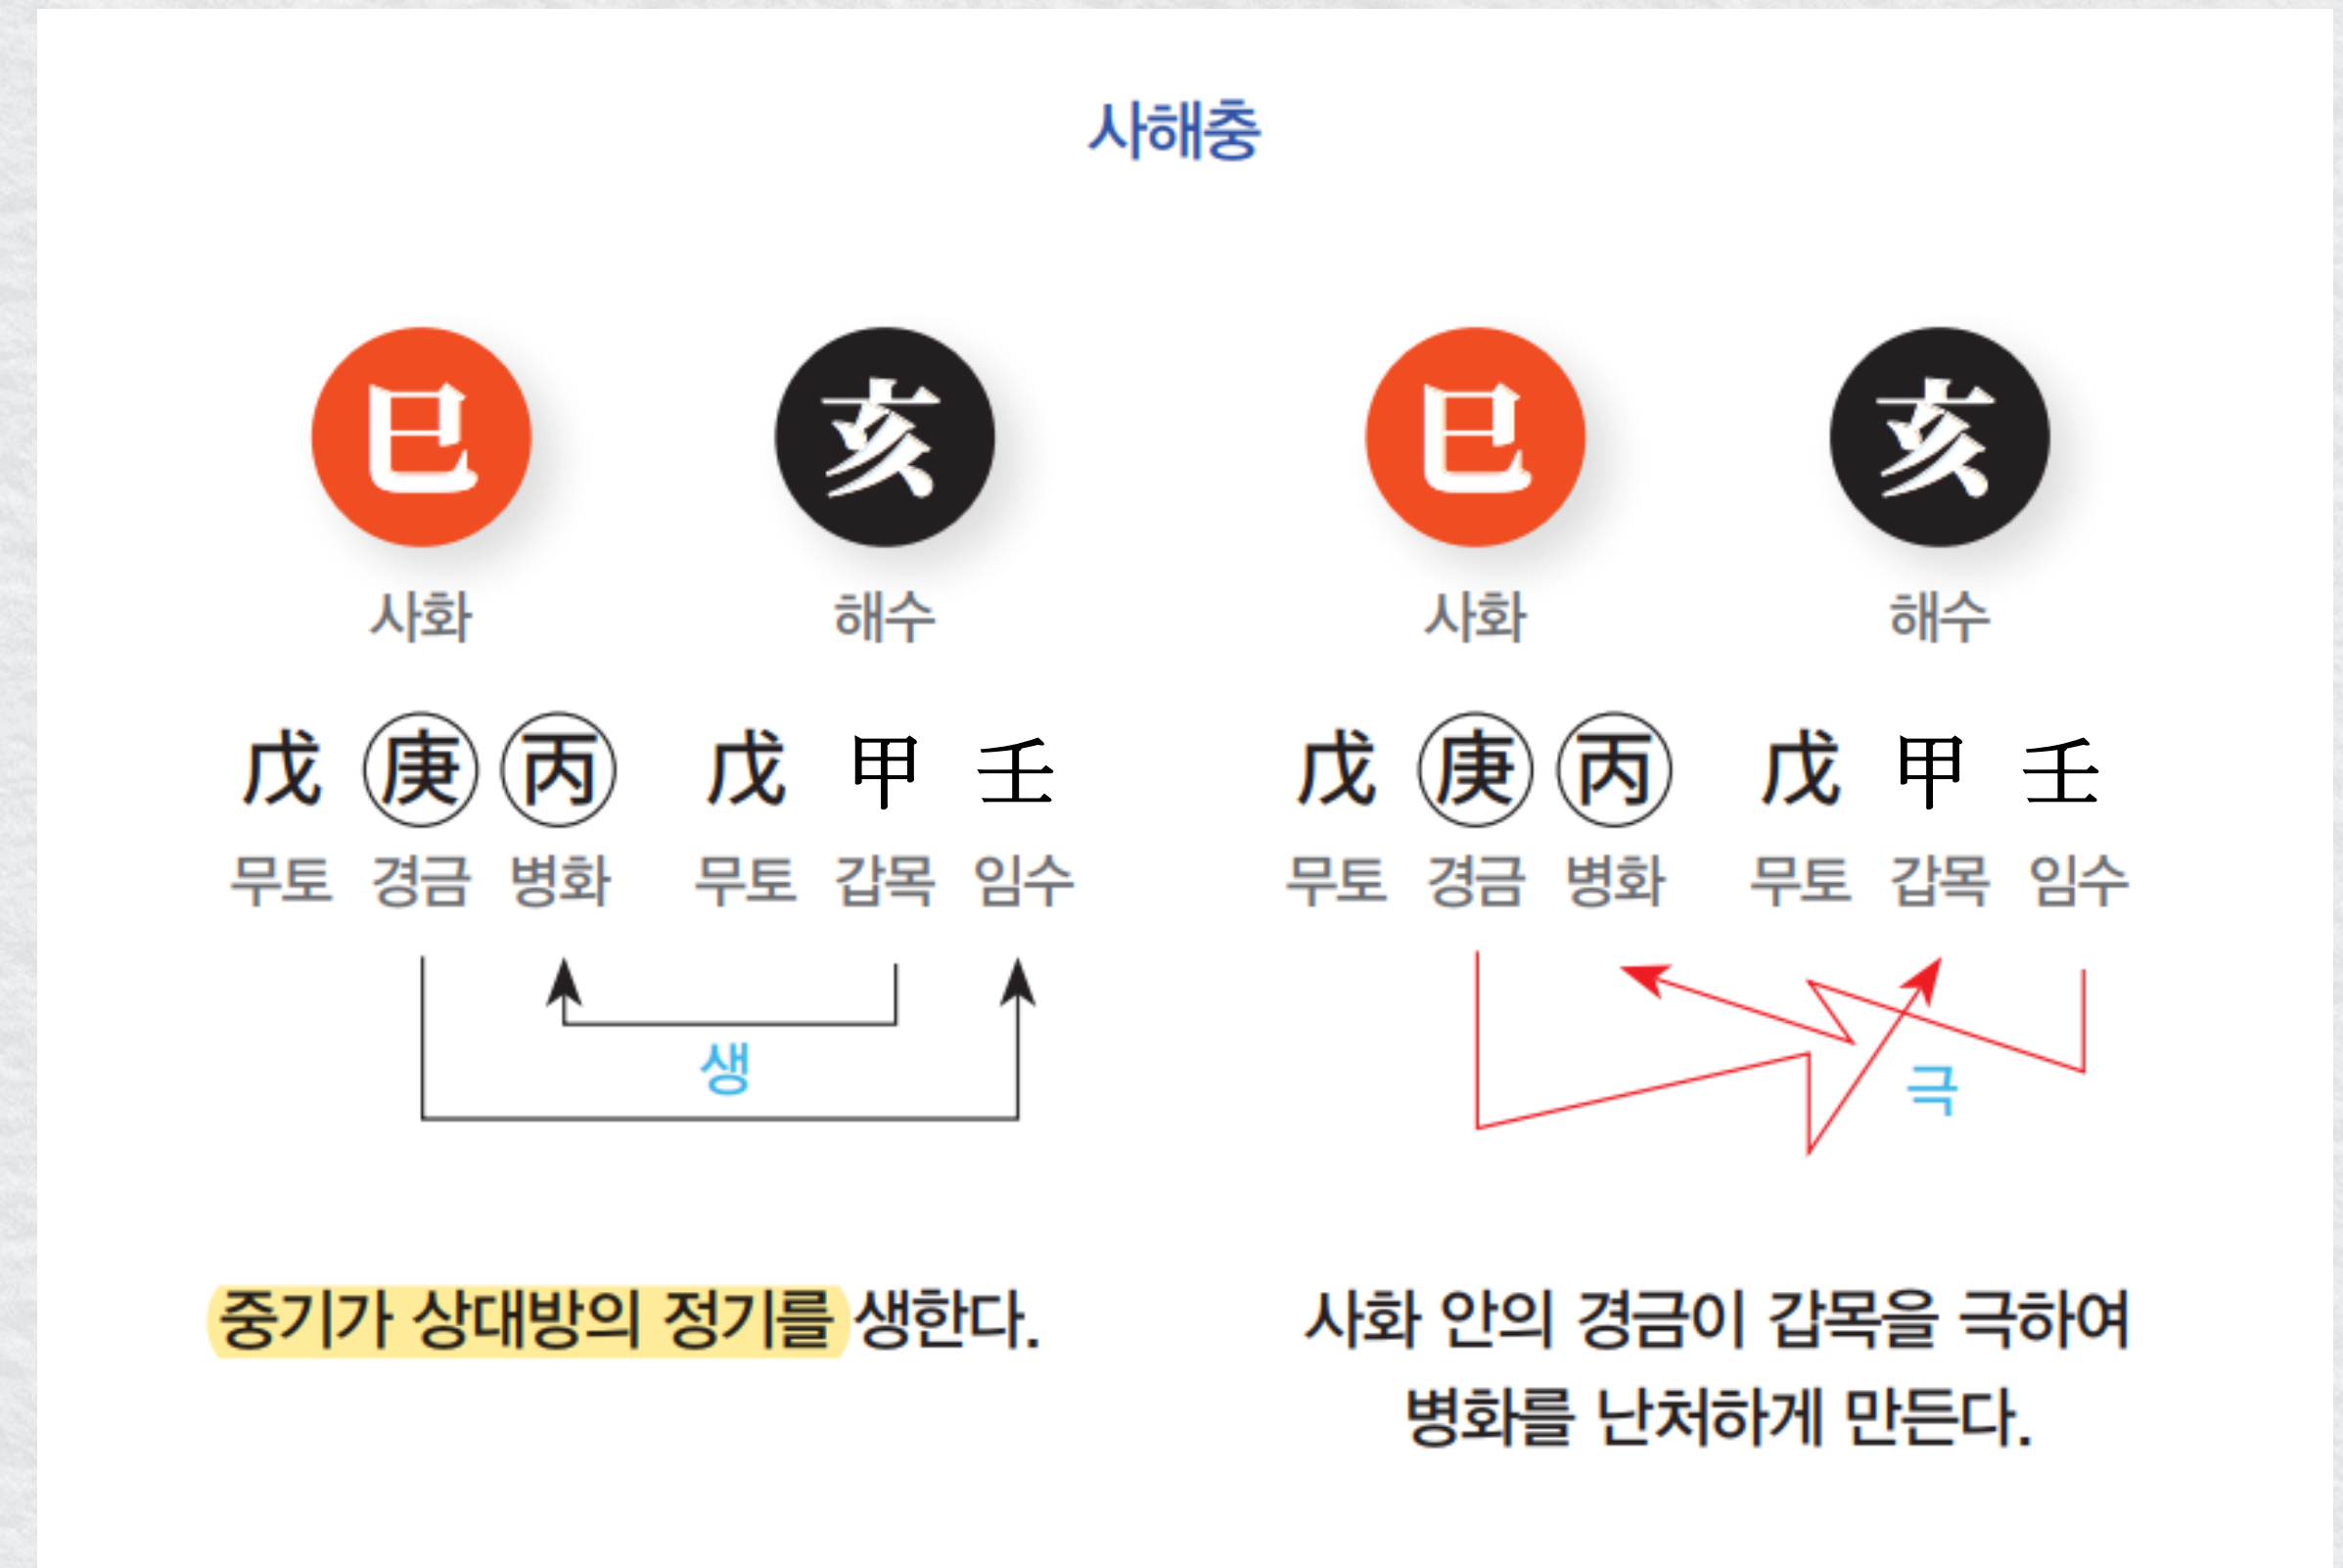 사해충
巳 亥 巳 亥
사화 해수 사화 해수
戊 庚 丙 戊 甲 壬 戊 庚 丙 戊 甲 壬
무토 경금 병화 무토 갑목 임수 무토 경금 병화 무토 갑목 임수
생
극
중기가 상대방의 정기를 생한다.
사화 안의 경금이 갑목을 극하여
병화를 난처하게 만든다.